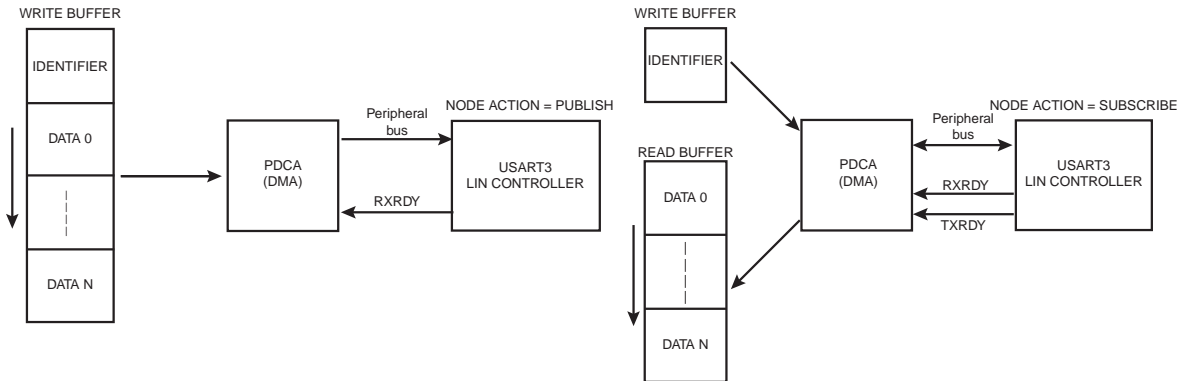 WRITE BUFFER
IDENTIFIER
DATA 0
DATA N
PDCA
(DMA)
Peripheral
bus
RXRDY
NODE ACTION = PUBLISH
USART3
LIN CONTROLLER
WRITE BUFFER
IDENTIFIER
READ BUFFER
DATA 0
DATA N
PDCA
(DMA)
Peripheral
bus
RXRDY
TXRDY
NODE ACTION = SUBSCRIBE
USART3
LIN CONTROLLER